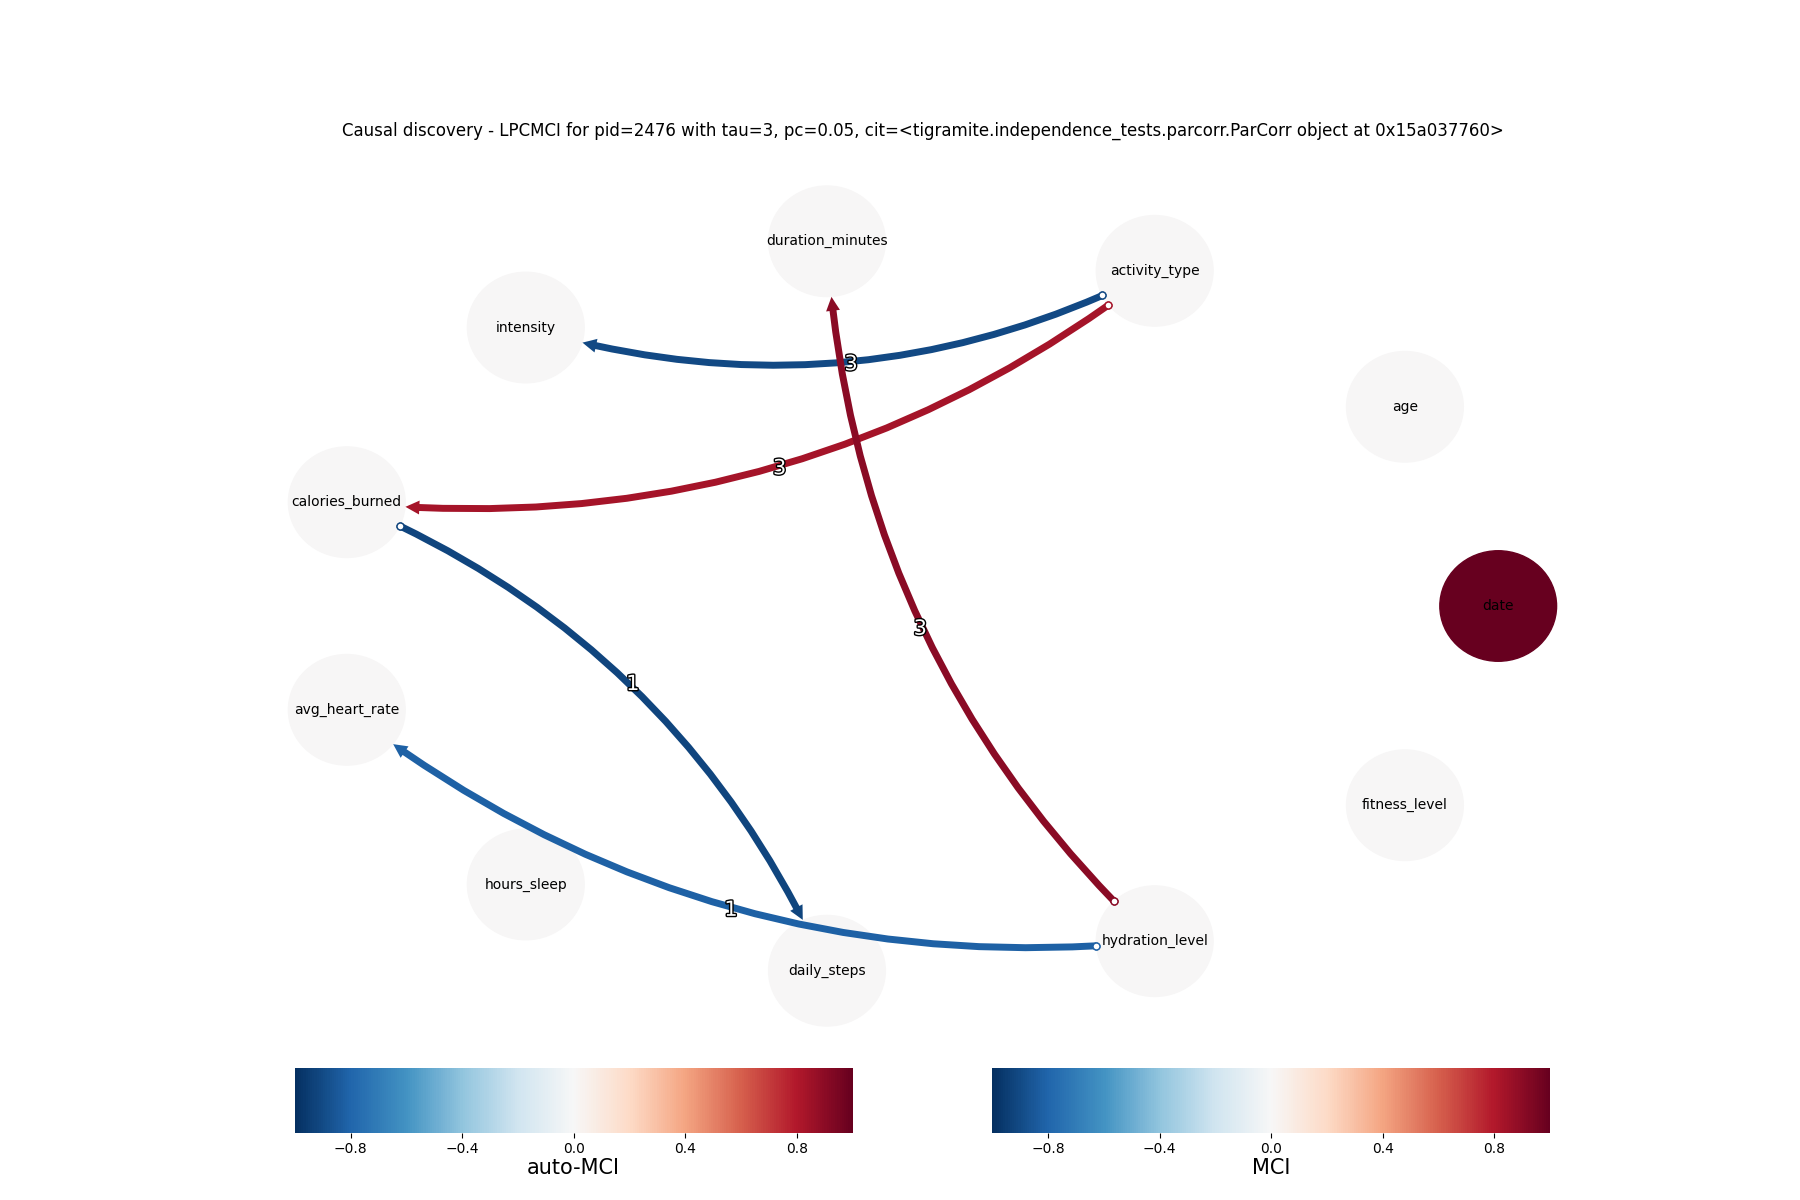 Causal discovery - LPCMCI for pid=2476 with tau=3, pc=0.05, cit=<tigramite.independence_tests.parcorr.ParCorr object at 0x15a037760>
duration_minutes
activity_type
intensity
3
age
3
calories_burned
date
3
1
avg_heart_rate
fitness_level
hours_sleep
1
hydration_level
daily_steps
−0.8 −0.4 0.0 0.4 0.8
auto-MCI
−0.8 −0.4 0.0 0.4 0.8
MCI